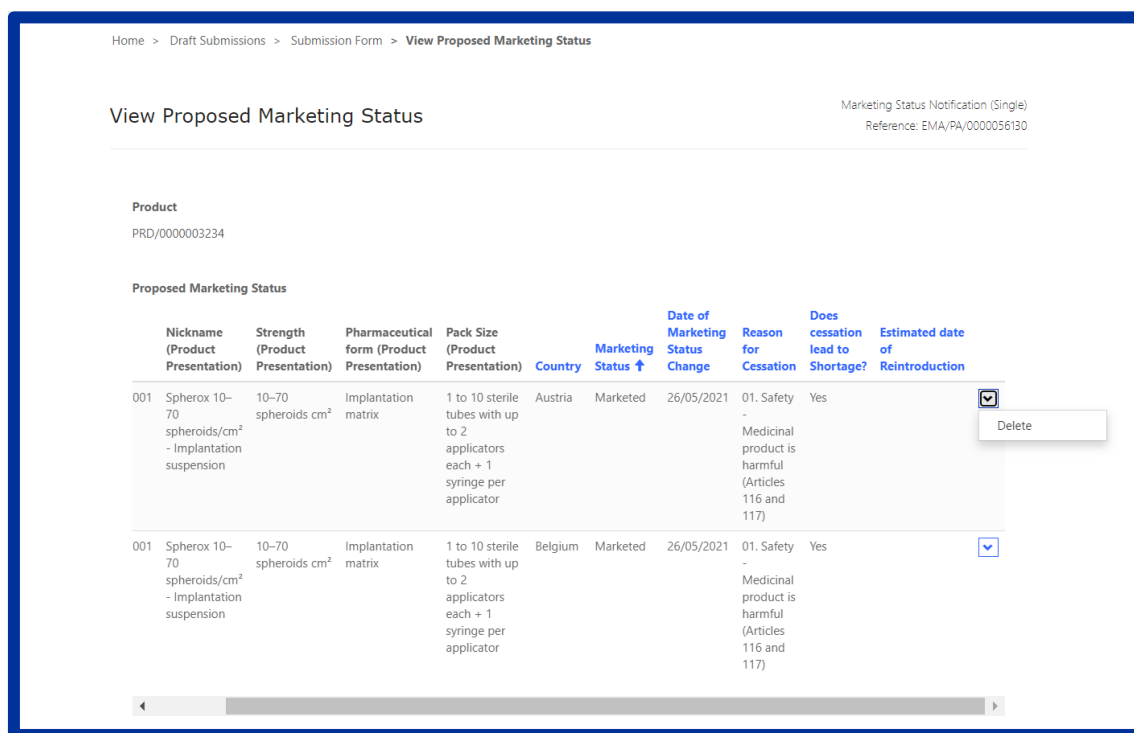 Home > Draft Submissions > Submission Form > View Proposed Marketing Status
View Proposed Marketing Status
Marketing Status Notification (Single)
Reference: EMA/PA/0000056130
Product
PRD/0000003234
Proposed Marketing Status
Nickname (Product Presentation)
Strength (Product Presentation)
Pharmaceutical form (Product Presentation)
Pack Size (Product Presentation)
Country
Marketing Status ↑
Date of Marketing Status Change
Reason for Cessation
Does cessation lead to Shortage?
Estimated date of Reintroduction
001
Spherox 10–
70
spheroids/cm²
- Implantation
suspension
10–70
spheroids cm²
Implantation
matrix
1 to 10 sterile
tubes with up
to 2
applicators
each + 1
syringe per
applicator
Austria
Marketed
26/05/2021
01. Safety
-
Medicinal
product is
harmful
(Articles
116 and
117)
Yes
Delete
001
Spherox 10–
70
spheroids/cm²
- Implantation
suspension
10–70
spheroids cm²
Implantation
matrix
1 to 10 sterile
tubes with up
to 2
applicators
each + 1
syringe per
applicator
Belgium
Marketed
26/05/2021
01. Safety
-
Medicinal
product is
harmful
(Articles
116 and
117)
Yes